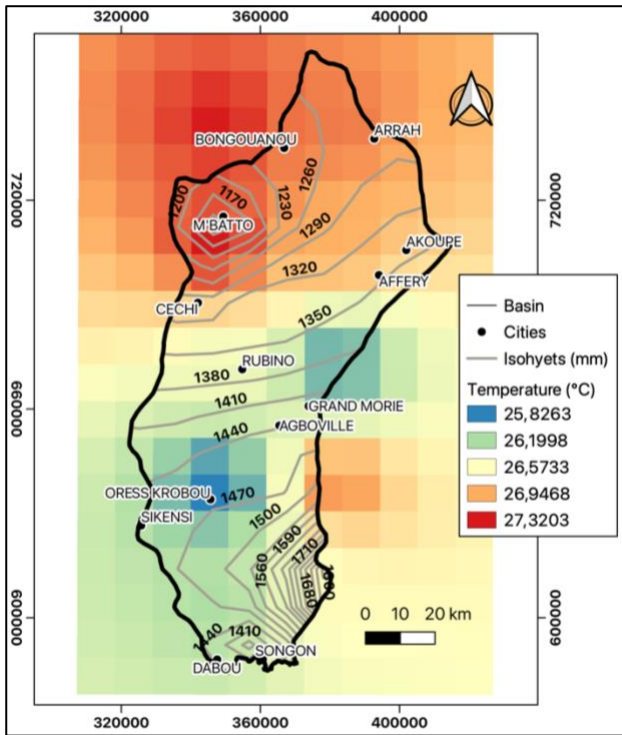 320000 360000 400000
720000
660000
600000
BONGOUANOU
ARRAH
1260
1200
1170
1230
M'BATTO
1290
AKOUPE
1320
AFFERY
CECHI
1350
RUBINO
1380
1410
GRAND MORIE
1440
AGBOVILLE
ORESS KROBOU
1470
SIKENSI
1500
1590
1710
1560
1680
1440
1410
SONGON
DABOU
0 10 20 km
720000
600000
Basin
Cities
Isohyets (mm)
Temperature (°C)
25,8263
26,1998
26,5733
26,9468
27,3203
320000 360000 400000